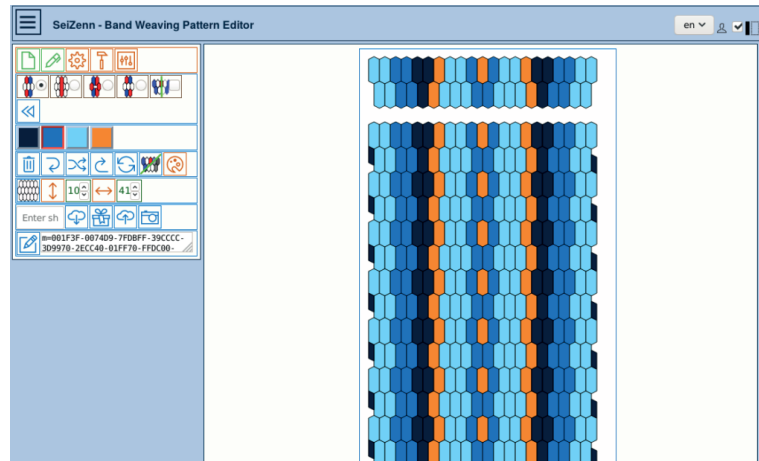 SeiZenn - Band Weaving Pattern Editor
en
10
41
Enter sh
m=001F3F-0074D9-7FDBFF-39CCCC-
3D9970-2ECC40-01FF70-FFDC00-